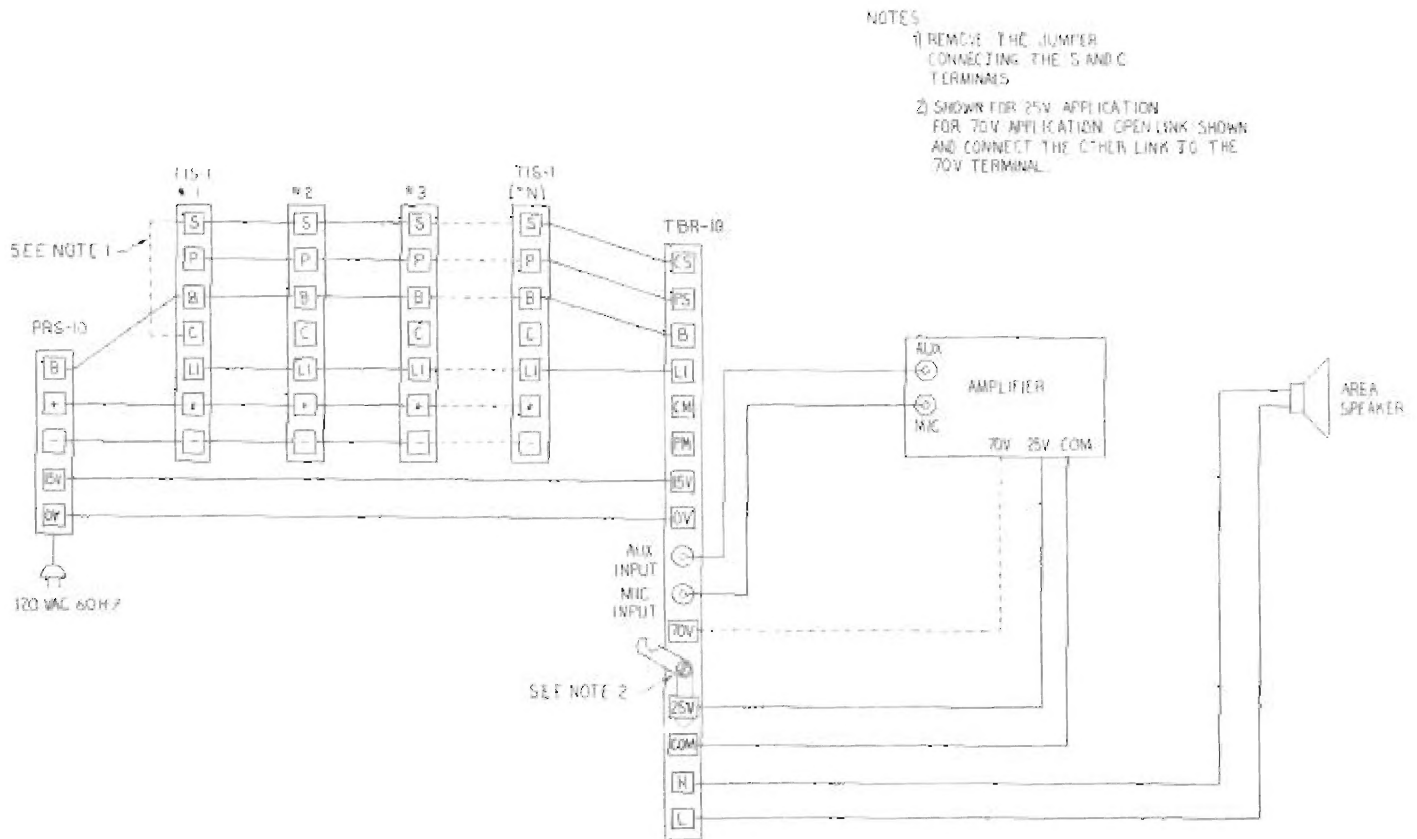 NOTES
1) REMOVE THE JUMPER
CONNECTING THE S AND C
TERMINALS
2) SHOWN FOR 25V APPLICATION
FOR 70V APPLICATION OPEN LINK SHOWN
AND CONNECT THE OTHER LINK TO THE
70V TERMINAL.
TIS-1
#1
#2
#3
TIS-1
(#N)
TBR-10
SEE NOTE 1
PRS-10
B
+
-
15V
0V
120 VAC 60HZ
S
P
B
C
LI
+
-
S
P
B
C
LI
+
-
S
P
B
C
LI
+
-
S
P
B
C
LI
+
-
CS
PS
B
LI
CM
PM
15V
0V
AUX
INPUT
MIC
INPUT
70V
SEE NOTE 2
25V
COM
H
L
AUX
AMPLIFIER
MIC
70V 25V COM
AREA
SPEAKER